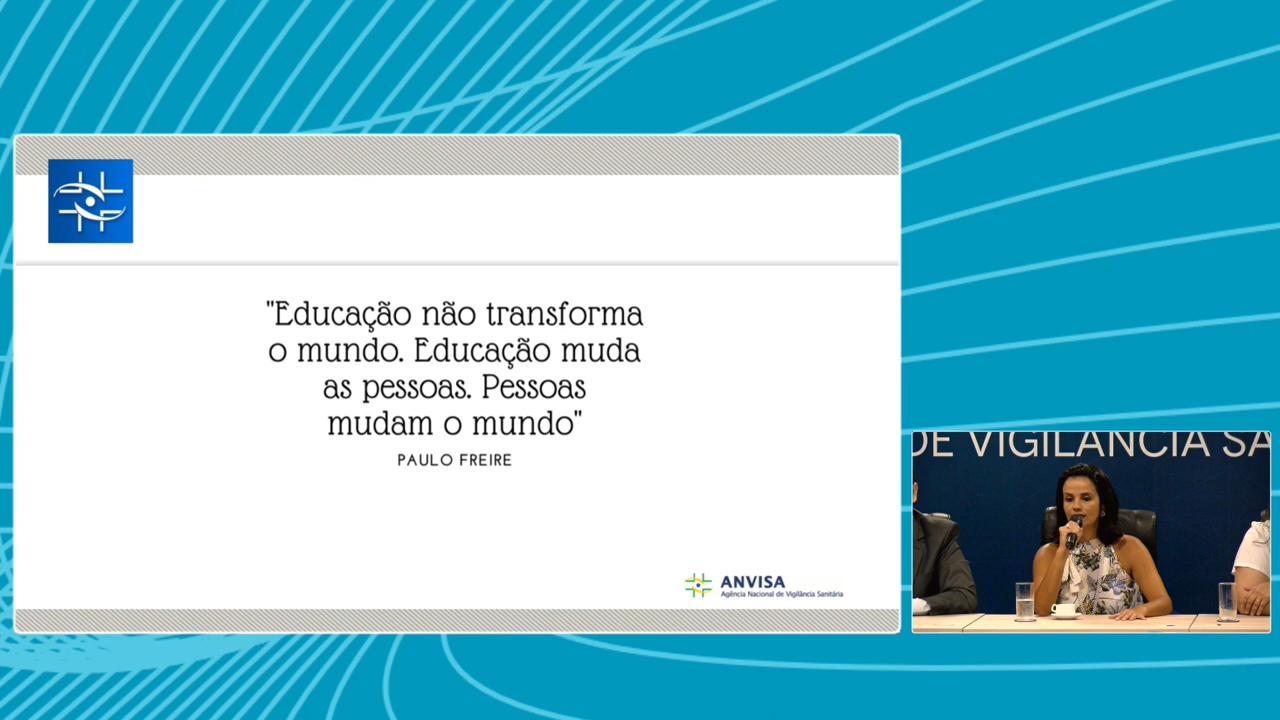 "Educação não transforma
o mundo. Educação muda
as pessoas. Pessoas
mudam o mundo"
PAULO FREIRE
ANVISA
Agência Nacional de Vigilância Sanitária
DE VIGILÂNCIA SA